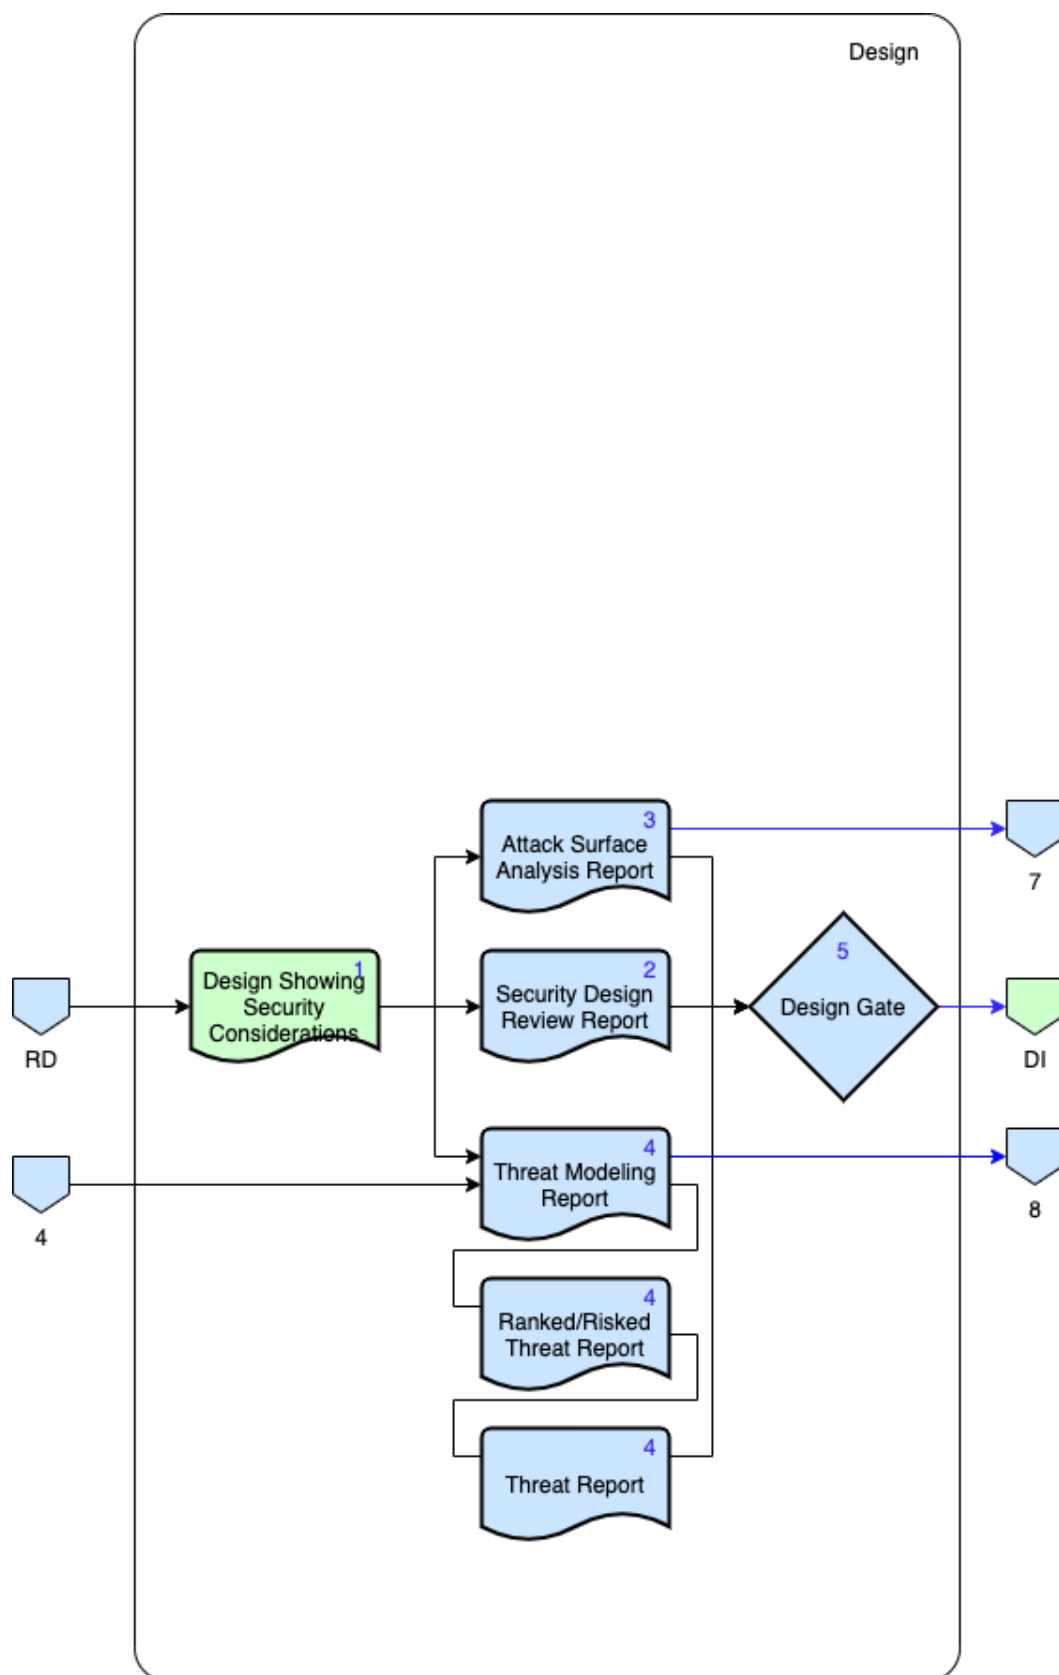 Design
3
Attack Surface
Analysis Report
7
1
Design Showing
Security
Considerations
2
Security Design
Review Report
5
Design Gate
RD
DI
4
Threat Modeling
Report
4
8
4
Ranked/Risked
Threat Report
4
Threat Report